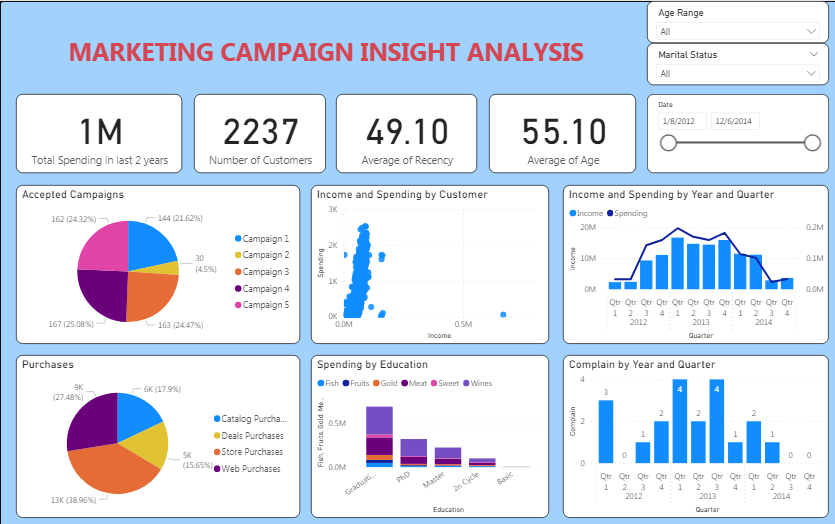 MARKETING CAMPAIGN INSIGHT ANALYSIS
Age Range
All
Marital Status
All
Date
1/8/2012 12/6/2014
1M
Total Spending in last 2 years
2237
Number of Customers
49.10
Average of Recency
55.10
Average of Age
Accepted Campaigns
162 (24.32%)
144 (21.62%)
30
(4.5%)
167 (25.08%)
163 (24.47%)
Campaign 1
Campaign 2
Campaign 3
Campaign 4
Campaign 5
Income and Spending by Customer
3K
2K
1K
0K
Spending
0.0M 0.5M
Income
Income and Spending by Year and Quarter
Income Spending
20M
10M
0M
Income
0.2M
0.1M
0.0M
Qtr Qtr Qtr Qtr Qtr Qtr Qtr Qtr Qtr Qtr Qtr Qtr
1 2 3 4 1 2 3 4 1 2 3 4
2012 2013 2014
Quarter
Purchases
9K
(27.48%)
6K (17.9%)
5K
(15.65%)
13K (38.96%)
Catalog Purcha...
Deals Purchases
Store Purchases
Web Purchases
Spending by Education
Fish Fruits Gold Meat Sweet Wines
0.5M
0.0M
Fish, Fruits, Gold, Me...
Graduati... PhD Master 2n Cycle Basic
Education
Complain by Year and Quarter
4
2
0
Complain
3 0 1 2 4 2 4 1 2 1 0 0
Qtr Qtr Qtr Qtr Qtr Qtr Qtr Qtr Qtr Qtr Qtr Qtr
1 2 3 4 1 2 3 4 1 2 3 4
2012 2013 2014
Quarter